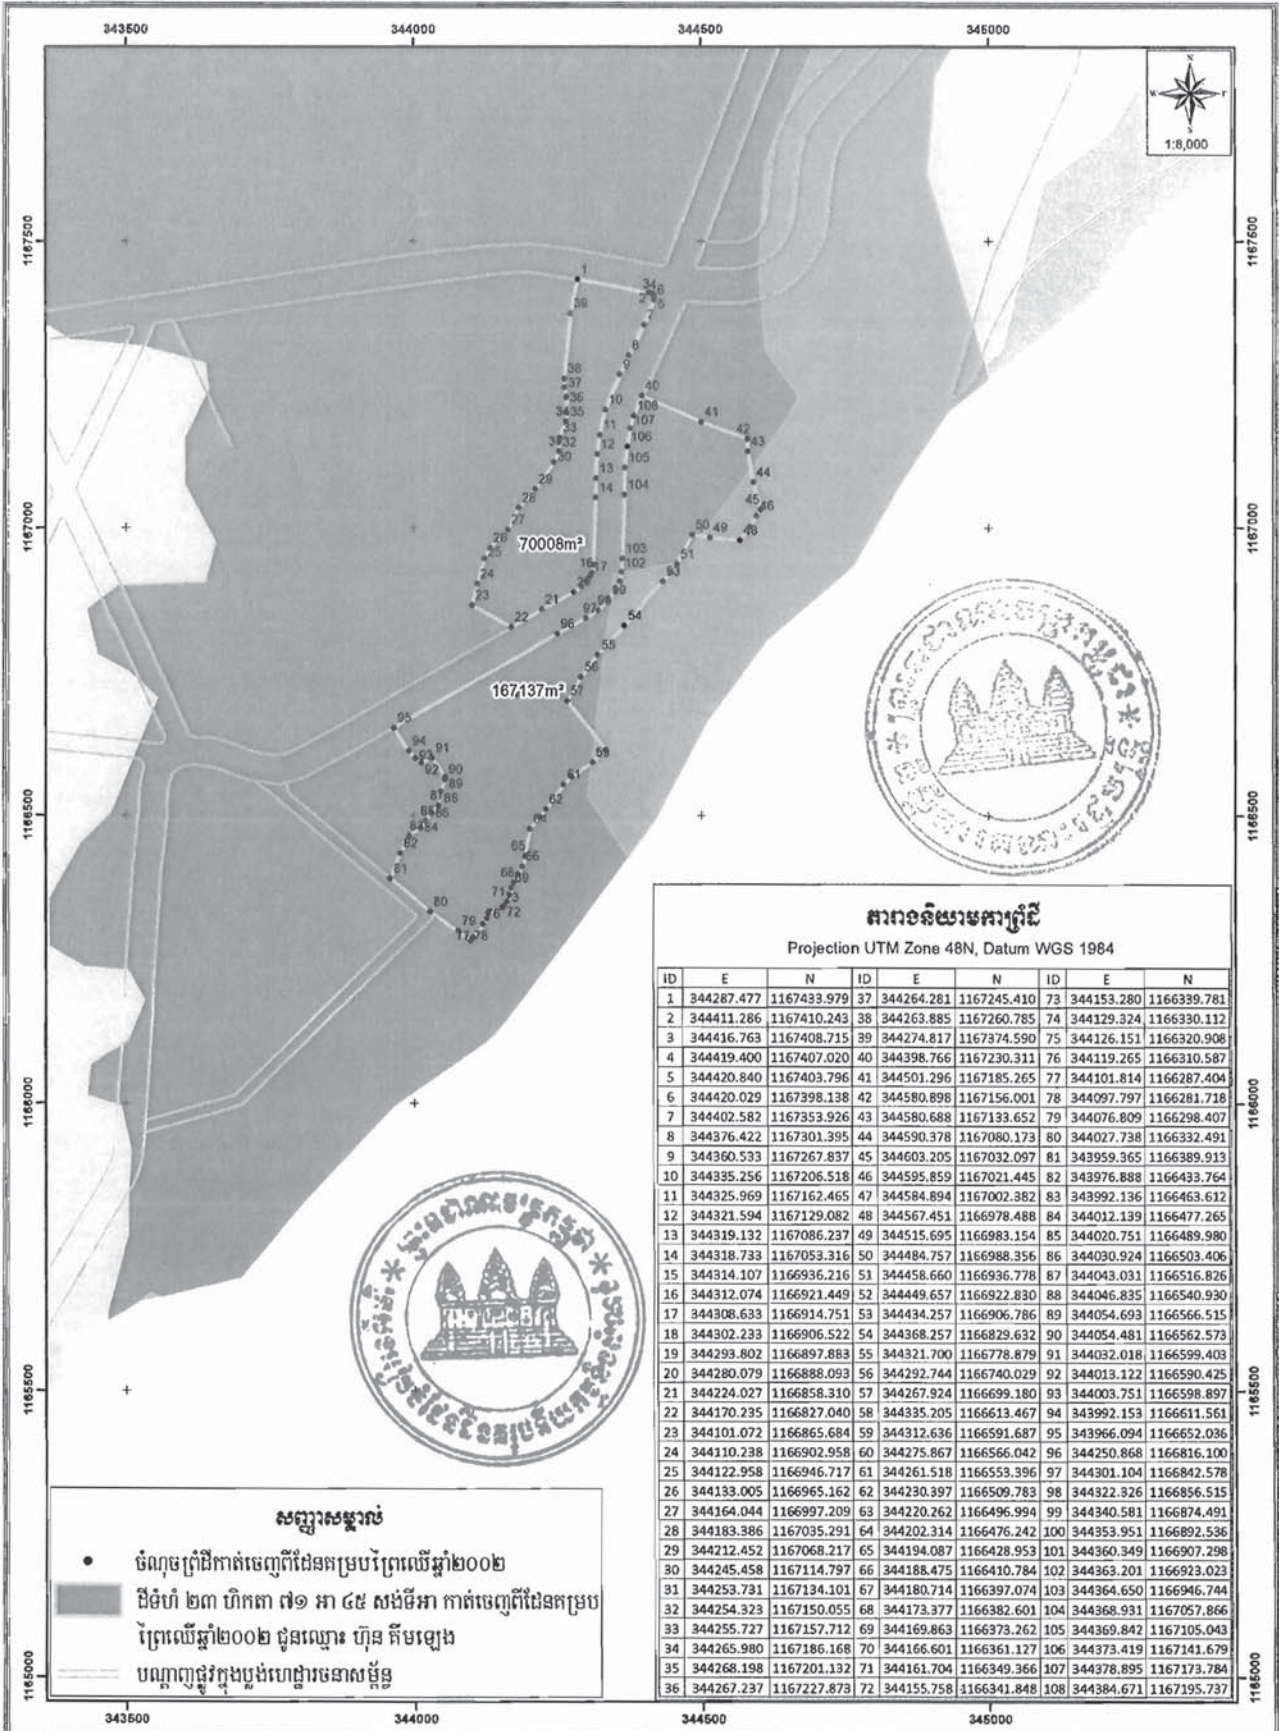 343500 344000 344500 345000
N
W E
S
1:8,000
1167500 1167500
1167000 1167000
1166500
1166000 1166000
1165500 1165500
1165000 1165000
70008m²
167137m²
តារាងនិយាមកាព្រំដី
Projection UTM Zone 48N, Datum WGS 1984
ID E N ID E N ID E N
1 344287.477 1167433.979 37 344264.281 1167245.410 73 344153.280 1166339.781
2 344411.286 1167410.243 38 344263.885 1167260.785 74 344129.324 1166330.112
3 344416.763 1167408.715 39 344274.817 1167374.590 75 344126.151 1166320.908
4 344419.400 1167407.020 40 344398.766 1167230.311 76 344119.265 1166310.587
5 344420.840 1167403.796 41 344501.296 1167185.265 77 344101.814 1166287.404
6 344420.029 1167398.138 42 344580.898 1167156.001 78 344097.797 1166281.718
7 344402.582 1167353.926 43 344580.688 1167133.652 79 344076.809 1166298.407
8 344376.422 1167301.395 44 344590.378 1167080.173 80 344027.738 1166332.491
9 344360.533 1167267.837 45 344603.205 1167032.097 81 343959.365 1166389.913
10 344335.256 1167206.518 46 344595.859 1167021.445 82 343976.888 1166433.764
11 344325.969 1167162.465 47 344584.894 1167002.382 83 343992.136 1166463.612
12 344321.594 1167129.082 48 344567.451 1166978.488 84 344012.139 1166477.265
13 344319.132 1167086.237 49 344515.695 1166983.154 85 344020.751 1166489.980
14 344318.733 1167053.316 50 344484.757 1166988.356 86 344030.924 1166503.406
15 344314.107 1166936.216 51 344458.660 1166936.778 87 344043.031 1166516.826
16 344312.074 1166921.449 52 344449.657 1166922.830 88 344046.835 1166540.930
17 344308.633 1166914.751 53 344434.257 1166906.786 89 344054.693 1166566.515
18 344302.233 1166906.522 54 344368.257 1166829.632 90 344054.481 1166562.573
19 344293.802 1166897.883 55 344321.700 1166778.879 91 344032.018 1166599.403
20 344280.079 1166888.093 56 344292.744 1166740.029 92 344013.122 1166590.425
21 344224.027 1166858.310 57 344267.924 1166699.180 93 344003.751 1166598.897
22 344170.235 1166827.040 58 344335.205 1166613.467 94 343992.153 1166611.561
23 344101.072 1166865.684 59 344312.636 1166591.687 95 343966.094 1166652.036
24 344110.238 1166902.958 60 344275.867 1166566.042 96 344250.868 1166816.100
25 344122.958 1166946.717 61 344261.518 1166553.396 97 344301.104 1166842.578
26 344133.005 1166965.162 62 344230.397 1166509.783 98 344322.326 1166856.515
27 344164.044 1166997.209 63 344220.262 1166496.994 99 344340.581 1166874.491
28 344183.386 1167035.291 64 344202.314 1166476.242 100 344353.951 1166892.536
29 344212.452 1167068.217 65 344194.087 1166428.953 101 344360.349 1166907.298
30 344245.458 1167114.797 66 344188.475 1166410.784 102 344363.201 1166923.023
31 344253.731 1167134.101 67 344180.714 1166397.074 103 344364.650 1166946.744
32 344254.323 1167150.055 68 344173.377 1166382.601 104 344368.931 1167057.866
33 344255.727 1167157.712 69 344169.863 1166373.262 105 344369.842 1167105.043
34 344265.980 1167186.168 70 344166.601 1166361.127 106 344373.419 1167141.679
35 344268.198 1167201.132 71 344161.704 1166349.366 107 344378.895 1167173.784
36 344267.237 1167227.873 72 344155.758 1166341.848 108 344384.671 1167195.737
សញ្ញាសម្គាល់
ចំណុចព្រំដីកាត់ចេញពីដែនគម្របព្រៃឈើឆ្នាំ២០០២
ដីទំហំ ២៣ ហិកតា ៧១ អា ៤៥ សង់ទីអា កាត់ចេញពីដែនគម្រប
ព្រៃឈើឆ្នាំ២០០២ ជូនឈ្មោះ ហ៊ុន គីមឡេង
បណ្តាញផ្លូវក្នុងប្លង់ហេដ្ឋារចនាសម្ព័ន្ធ
343500 344000 344500 345000